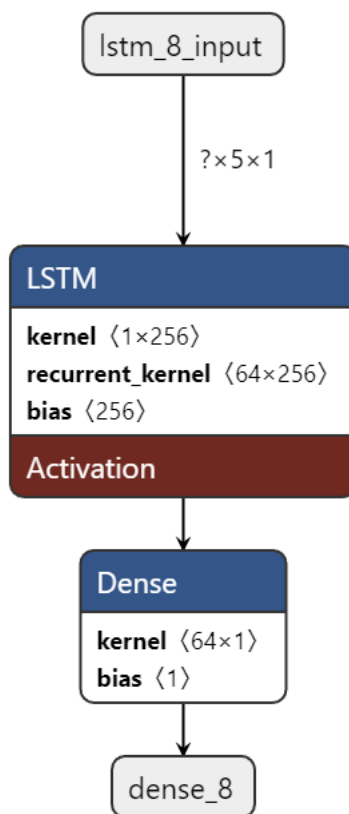 lstm_8_input
?×5×1
LSTM
kernel ⟨1×256⟩
recurrent_kernel ⟨64×256⟩
bias ⟨256⟩
Activation
Dense
kernel ⟨64×1⟩
bias ⟨1⟩
dense_8